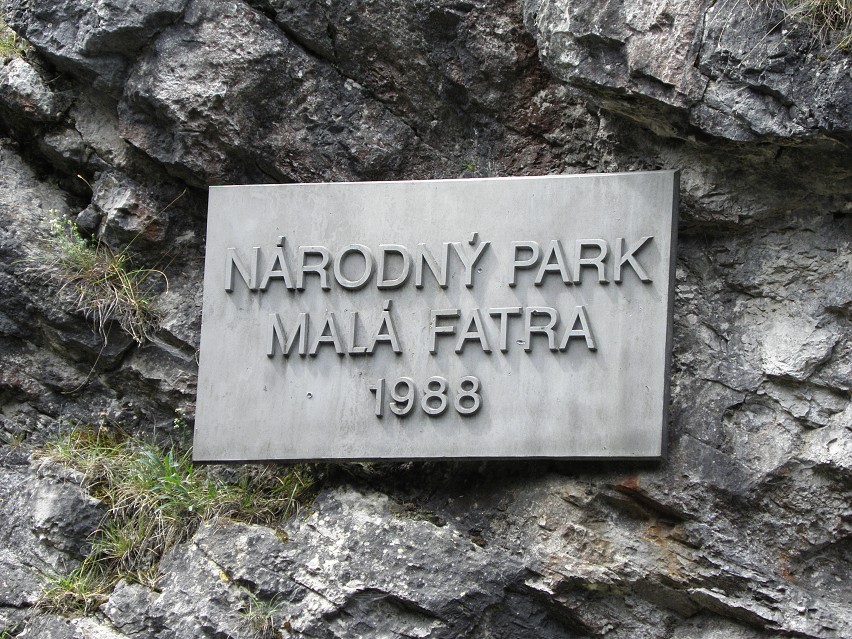 NÁRODNÝ PARK
MALÁ FATRA
1988